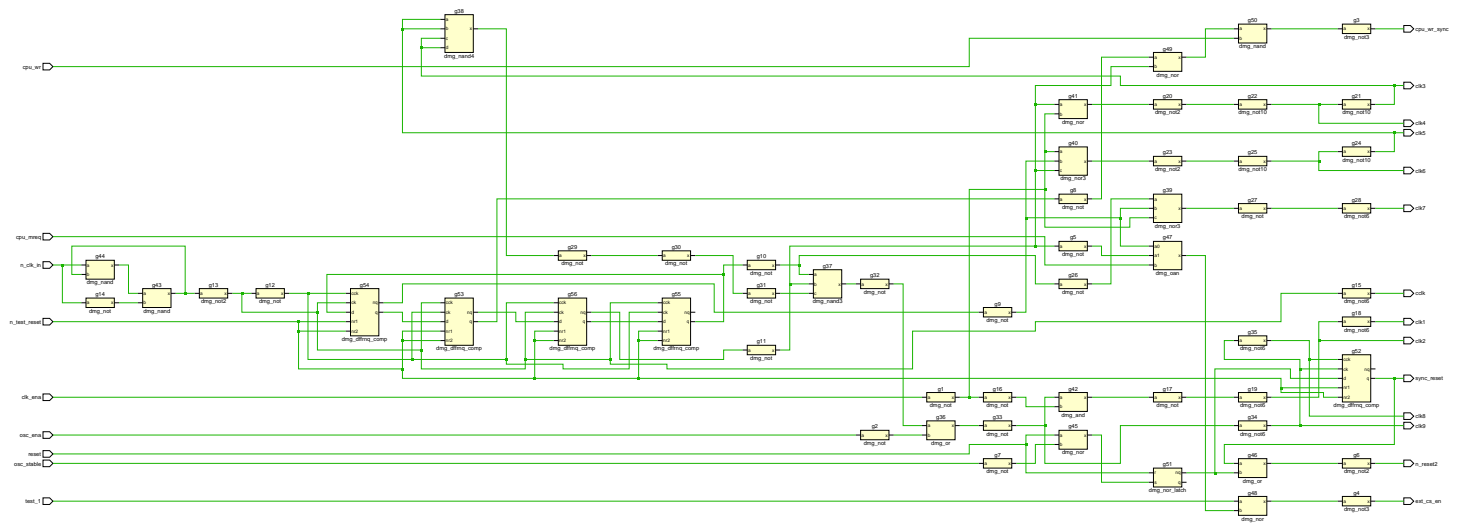 g38
dmg_nand4
g50
dmg_nand
g3
dmg_not3
cpu_wr_sync
cpu_wr
g49
dmg_nor
clk3
g41
dmg_nor
g20
dmg_not2
g22
dmg_not10
g21
dmg_not10
clk4
clk5
g40
dmg_nor3
g23
dmg_not2
g25
dmg_not10
g24
dmg_not10
clk6
g8
dmg_not
g39
dmg_nor3
g27
dmg_not
g28
dmg_not6
clk7
cpu_mreq
n_clk_in
g44
dmg_nand
g14
dmg_not
g43
dmg_nand
g13
dmg_not2
g12
dmg_not
g29
dmg_not
g30
dmg_not
g10
dmg_not
g5
dmg_not
g47
dmg_oan
g37
dmg_nand3
g32
dmg_not
g31
dmg_not
g26
dmg_not
g54
dmg_dffrnq_comp
g53
dmg_dffrnq_comp
g56
dmg_dffrnq_comp
g55
dmg_dffrnq_comp
g9
dmg_not
g15
dmg_not6
cclk
n_test_reset
g18
dmg_not6
clk1
g11
dmg_not
g35
dmg_not6
clk2
g52
dmg_dffrnq_comp
sync_reset
clk_ena
g1
dmg_not
g16
dmg_not
g42
dmg_and
g17
dmg_not
g19
dmg_not6
clk8
clk9
osc_ena
g2
dmg_not
g36
dmg_or
g33
dmg_not
g45
dmg_nor
g34
dmg_not6
reset
osc_stable
g7
dmg_not
g51
dmg_nor_latch
g46
dmg_or
g6
dmg_not2
n_reset2
test_1
g48
dmg_nor
g4
dmg_not3
ext_cs_en